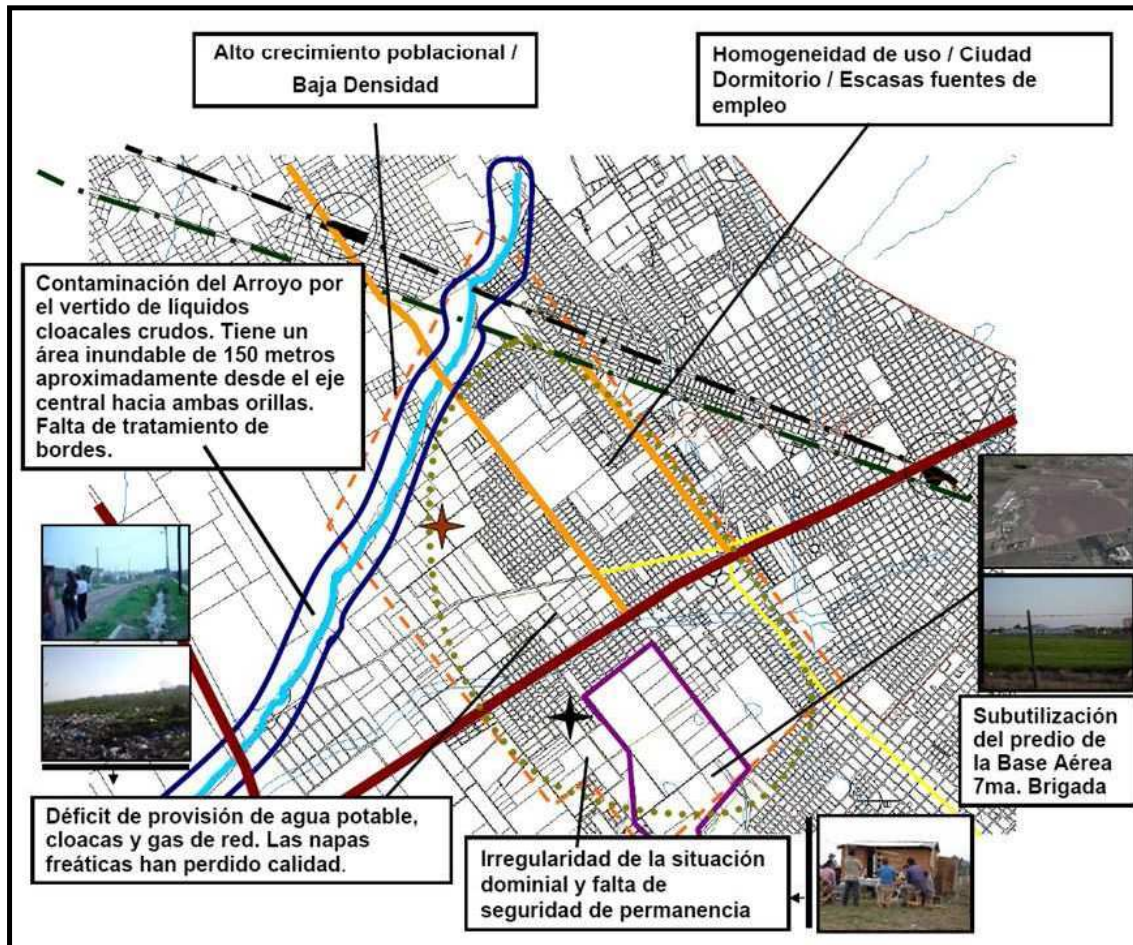 Alto crecimiento poblacional /
Baja Densidad
Homogeneidad de uso / Ciudad
Dormitorio / Escasas fuentes de
empleo
Contaminación del Arroyo por
el vertido de líquidos
cloacales crudos. Tiene un
área inundable de 150 metros
aproximadamente desde el eje
central hacia ambas orillas.
Falta de tratamiento de
bordes.
Subutilización
del predio de
la Base Aérea
7ma. Brigada
Déficit de provisión de agua potable,
cloacas y gas de red. Las napas
freáticas han perdido calidad.
Irregularidad de la situación
dominial y falta de
seguridad de permanencia